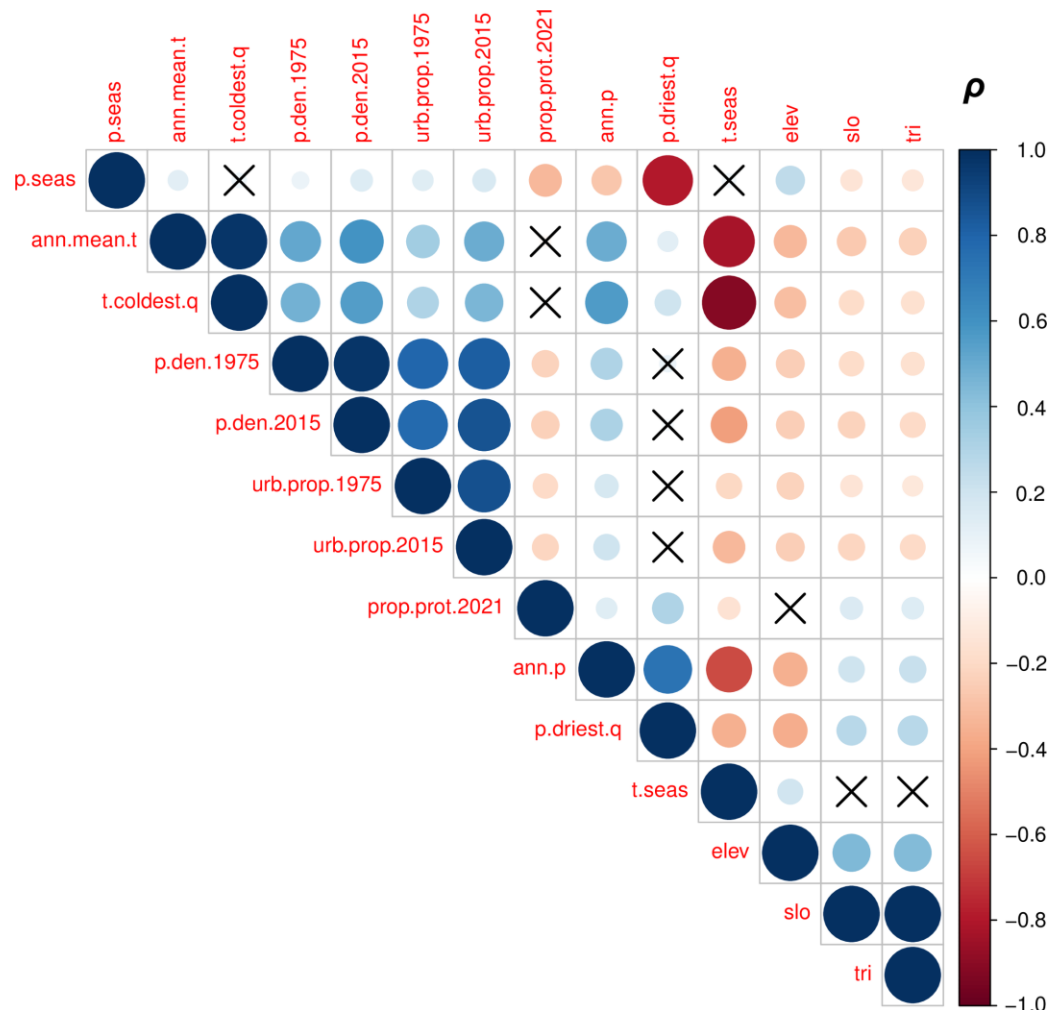 p.seas
ann.mean.t
t.coldest.q
p.den.1975
p.den.2015
urb.prop.1975
urb.prop.2015
prop.prot.2021
ann.p
p.driest.q
t.seas
elev
slo
tri
ρ
p.seas
ann.mean.t
t.coldest.q
p.den.1975
p.den.2015
urb.prop.1975
urb.prop.2015
prop.prot.2021
ann.p
p.driest.q
t.seas
elev
slo
tri
1.0
0.8
0.6
0.4
0.2
0.0
−0.2
−0.4
−0.6
−0.8
-1.0